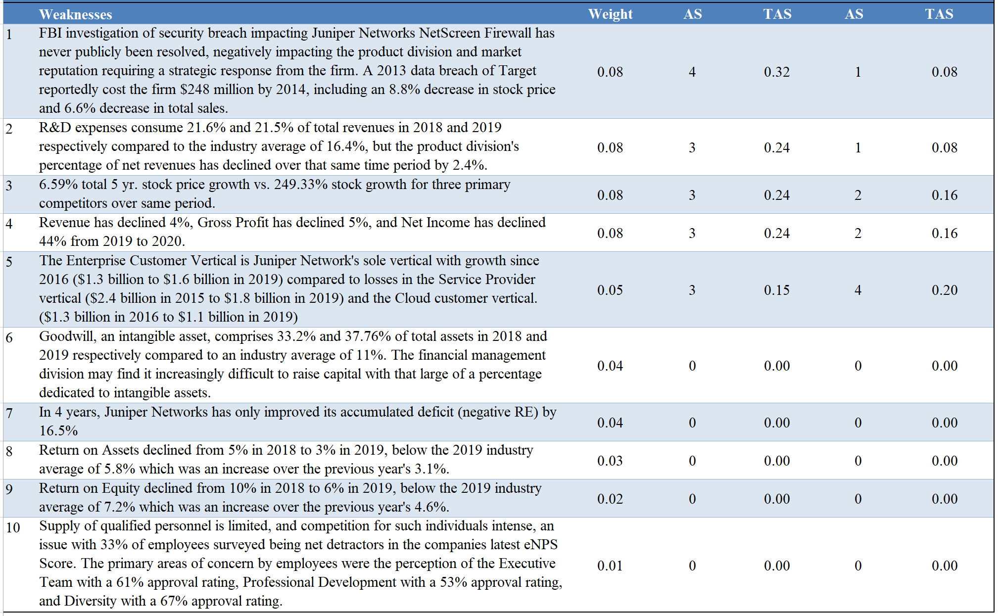 Weaknesses Weight AS TAS AS TAS
1 FBI investigation of security breach impacting Juniper Networks NetScreen Firewall has
never publicly been resolved, negatively impacting the product division and market
reputation requiring a strategic response from the firm. A 2013 data breach of Target 0.08 4 0.32 1 0.08
reportedly cost the firm $248 million by 2014, including an 8.8% decrease in stock price
and 6.6% decrease in total sales.
2 R&D expenses consume 21.6% and 21.5% of total revenues in 2018 and 2019
respectively compared to the industry average of 16.4%, but the product division's 0.08 3 0.24 1 0.08
percentage of net revenues has declined over that same time period by 2.4%.
3 6.59% total 5 yr. stock price growth vs. 249.33% stock growth for three primary
competitors over same period. 0.08 3 0.24 2 0.16
4 Revenue has declined 4%, Gross Profit has declined 5%, and Net Income has declined
44% from 2019 to 2020. 0.08 3 0.24 2 0.16
5 The Enterprise Customer Vertical is Juniper Network's sole vertical with growth since
2016 ($1.3 billion to $1.6 billion in 2019) compared to losses in the Service Provider
vertical ($2.4 billion in 2015 to $1.8 billion in 2019) and the Cloud customer vertical. 0.05 3 0.15 4 0.20
($1.3 billion in 2016 to $1.1 billion in 2019)
6 Goodwill, an intangible asset, comprises 33.2% and 37.76% of total assets in 2018 and
2019 respectively compared to an industry average of 11%. The financial management
division may find it increasingly difficult to raise capital with that large of a percentage 0.04 0 0.00 0 0.00
dedicated to intangible assets.
7 In 4 years, Juniper Networks has only improved its accumulated deficit (negative RE) by
16.5% 0.04 0 0.00 0 0.00
8 Return on Assets declined from 5% in 2018 to 3% in 2019, below the 2019 industry
average of 5.8% which was an increase over the previous year's 3.1%. 0.03 0 0.00 0 0.00
9 Return on Equity declined from 10% in 2018 to 6% in 2019, below the 2019 industry
average of 7.2% which was an increase over the previous year's 4.6%. 0.02 0 0.00 0 0.00
10 Supply of qualified personnel is limited, and competition for such individuals intense, an
issue with 33% of employees surveyed being net detractors in the companies latest eNPS
Score. The primary areas of concern by employees were the perception of the Executive 0.01 0 0.00 0 0.00
Team with a 61% approval rating, Professional Development with a 53% approval rating,
and Diversity with a 67% approval rating.